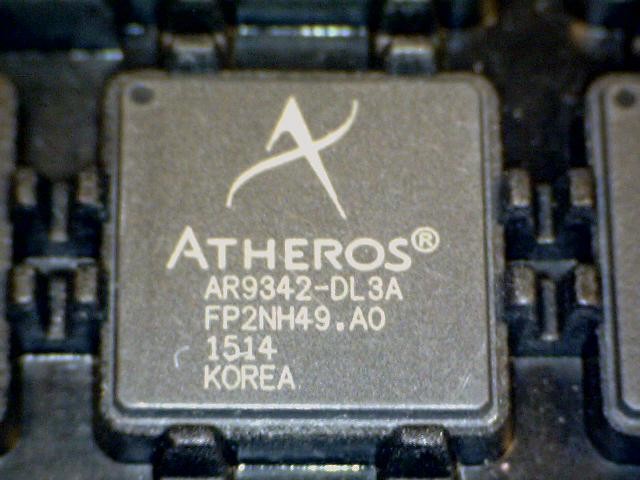 ATHEROS®
AR9342-DL3A
FP2NH49.A0
1514
KOREA